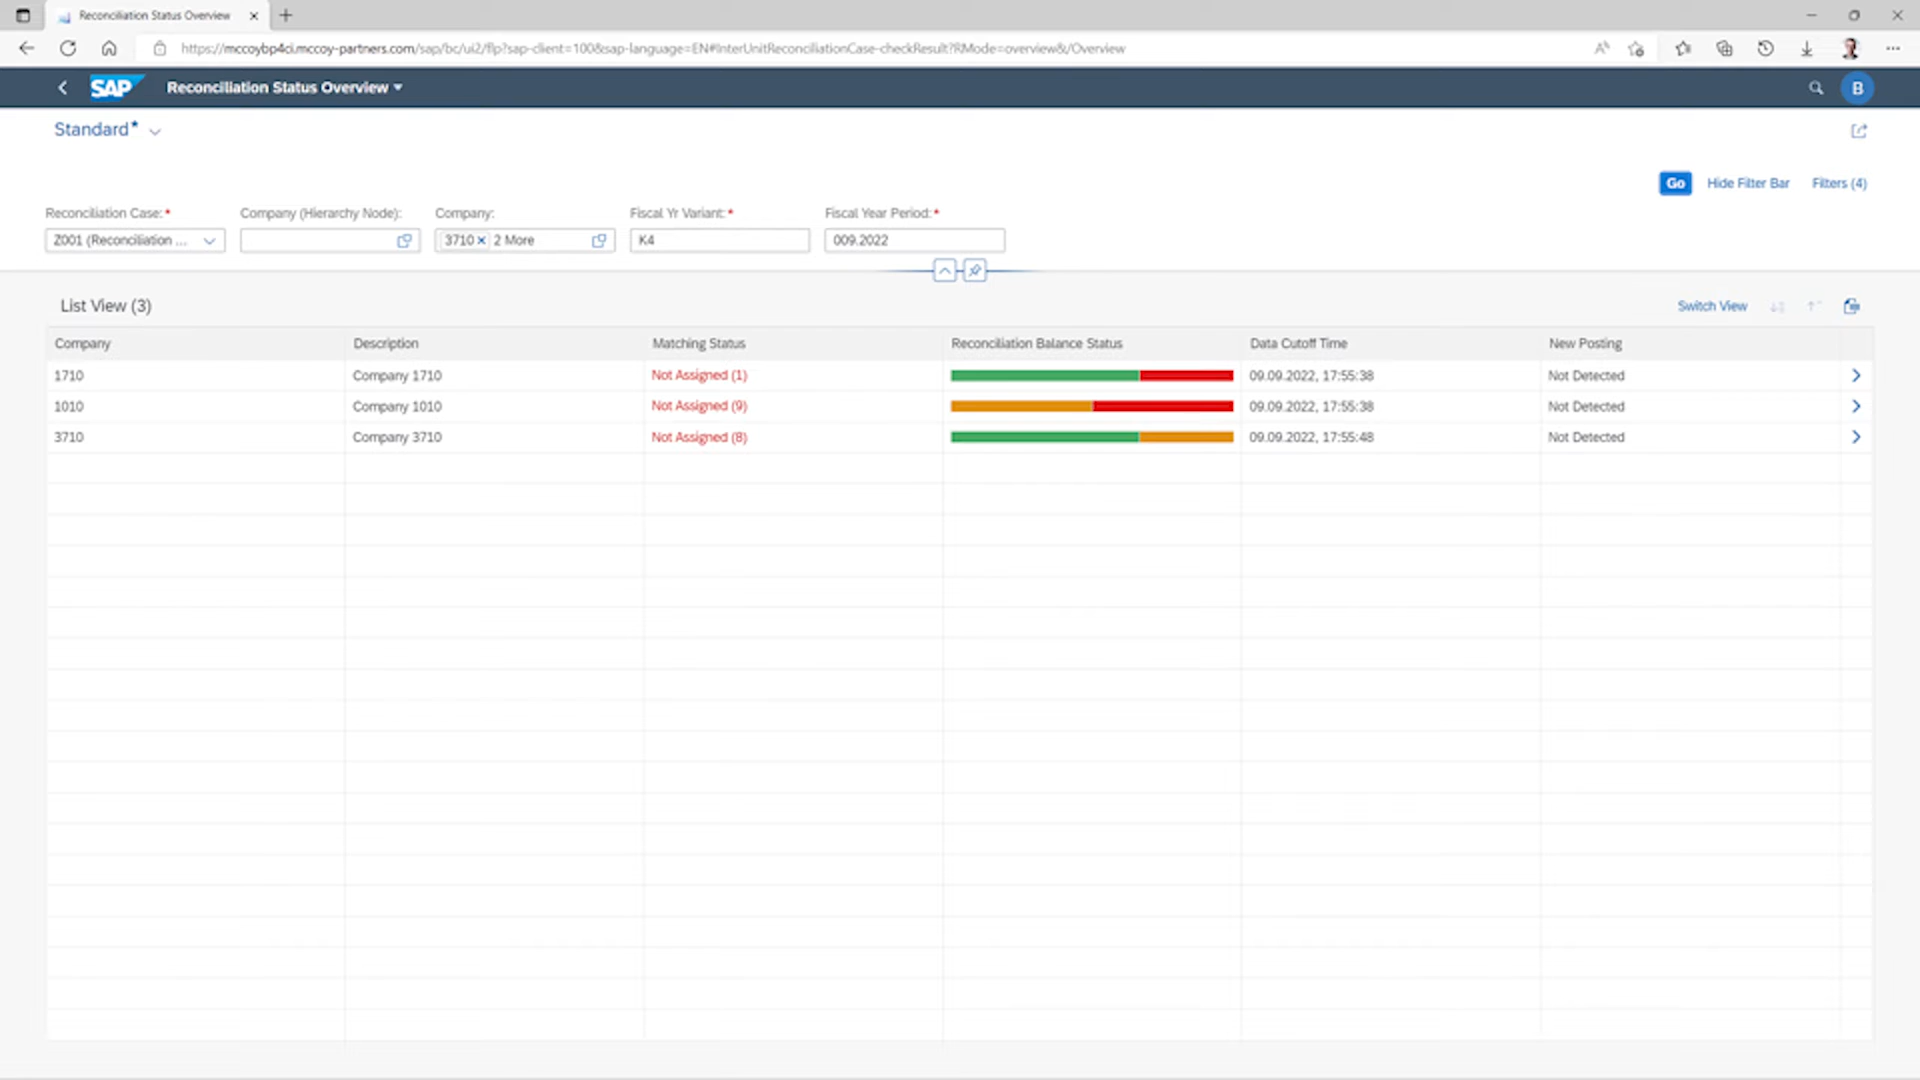 Reconciliation Status Overview
https://mccoybp4ci.mccoy-partners.com/sap/bc/ui2/flp?sap-client=100&sap-language=EN#InterUnitReconciliationCase-checkResult?RMode=overview&/Overview
SAP Reconciliation Status Overview B
Standard*
Go Hide Filter Bar Filters (4)
Reconciliation Case:* Company (Hierarchy Node): Company: Fiscal Yr Variant:* Fiscal Year Period:*
Z001 (Reconciliation ... 3710 2 More K4 009.2022
List View (3) Switch View
Company Description Matching Status Reconciliation Balance Status Data Cutoff Time New Posting
1710 Company 1710 Not Assigned (1) 09.09.2022, 17:55:38 Not Detected
1010 Company 1010 Not Assigned (9) 09.09.2022, 17:55:38 Not Detected
3710 Company 3710 Not Assigned (8) 09.09.2022, 17:55:48 Not Detected